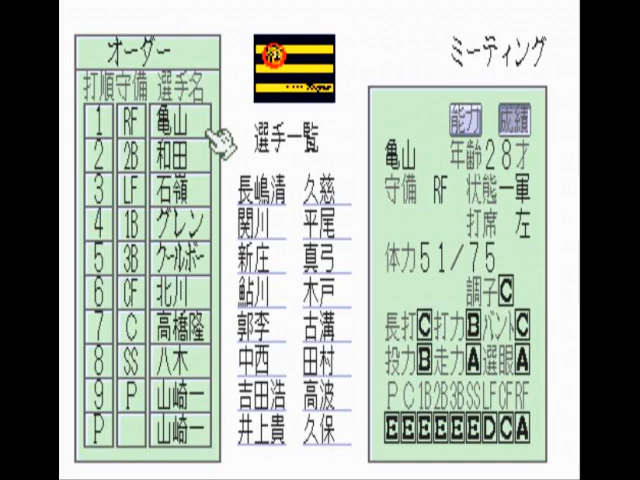 オーダー
打順守備 選手名
1 RF 亀山
2 2B 和田
3 LF 石嶺
4 1B グレン
5 3B クールボー
6 CF 北川
7 C 高橋隆
8 SS 八木
9 P 山崎一
P 山崎一
選手一覧
長嶋清 久慈
関川 平尾
新庄 真弓
鮎川 木戸
郭李 古溝
中西 田村
吉田浩 高波
井上貴 久保
ミーティング
能力 成績
亀山 年齢28才
守備 RF 状態一軍
打席 左
体力51/75
調子C
長打C打力BバントC
投力B走力A選眼A
P C 1B 2B 3B SS LF CF RF
E E E E E E D C A